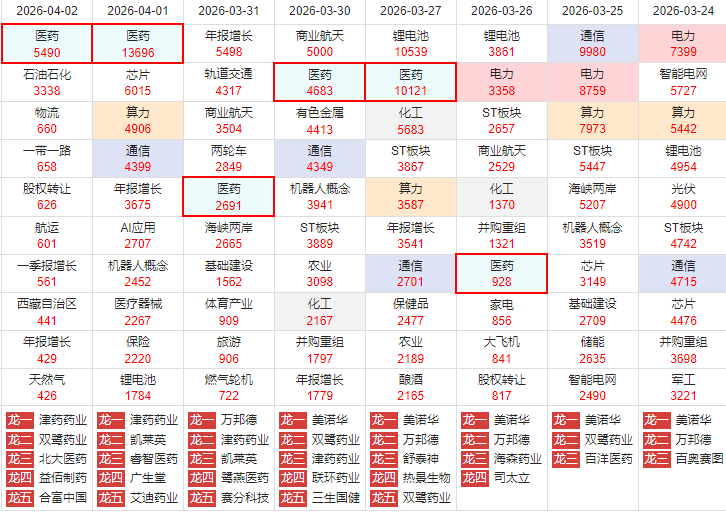 2026-04-02 2026-04-01 2026-03-31 2026-03-30 2026-03-27 2026-03-26 2026-03-25 2026-03-24
医药 医药 年报增长 商业航天 锂电池 锂电池 通信 电力
5490 13696 5498 5000 10539 3861 9980 7399
石油石化 芯片 轨道交通 医药 医药 电力 电力 智能电网
3338 6015 4317 4683 10121 3358 8759 5727
物流 算力 商业航天 有色金属 化工 ST板块 算力 算力
660 4906 3504 4413 5683 2657 7973 5442
一带一路 通信 两轮车 通信 ST板块 商业航天 ST板块 锂电池
658 4399 2849 4349 3867 2529 5447 4954
股权转让 年报增长 医药 机器人概念 算力 化工 海峡两岸 光伏
626 3675 2691 3941 3587 1370 5207 4900
航运 AI应用 海峡两岸 ST板块 年报增长 并购重组 机器人概念 ST板块
601 2707 2665 3889 3541 1321 3519 4742
一季报增长 机器人概念 基础建设 农业 通信 医药 芯片 通信
561 2452 1562 3098 2701 928 3149 4715
西藏自治区 医疗器械 体育产业 化工 保健品 家电 基础建设 芯片
441 2267 909 2167 2477 856 2709 4476
年报增长 保险 旅游 并购重组 农业 大飞机 储能 并购重组
429 2220 906 1797 2189 841 2635 3698
天然气 锂电池 燃气轮机 年报增长 酿酒 股权转让 智能电网 军工
426 1784 722 1779 2165 817 2490 3221
龙一 津药药业 龙一 津药药业 龙一 万邦德 龙一 美诺华 龙一 美诺华 龙一 美诺华 龙一 美诺华 龙一 美诺华
龙二 双鹭药业 龙二 凯莱英 龙二 津药药业 龙二 双鹭药业 龙二 万邦德 龙二 万邦德 龙二 双鹭药业 龙二 万邦德
龙三 北大医药 龙三 睿智医药 龙三 凯莱英 龙三 津药药业 龙三 舒泰神 龙三 海森药业 龙三 百洋医药 龙三 百奥赛图
龙四 益佰制药 龙四 广生堂 龙四 鹭燕医药 龙四 联环药业 龙四 热景生物 龙四 司太立
龙五 合富中国 龙五 艾迪药业 龙五 赛分科技 龙五 三生国健 龙五 双鹭药业